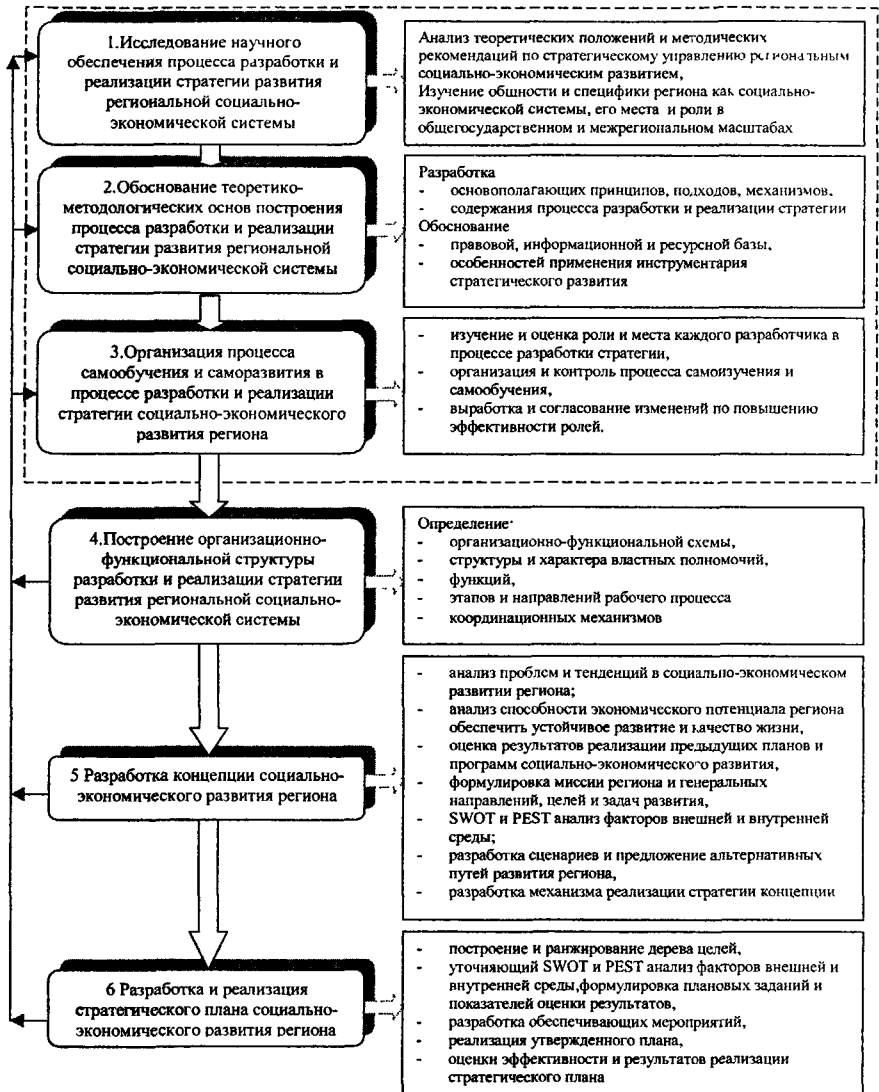 1.Исследование научного
обеспечения процесса разработки и
реализации стратегии развития
региональной социально-
экономической системы
Анализ теоретических положений и методических
рекомендаций по стратегическому управлению региональным
социально-экономическим развитием,
Изучение общности и специфики региона как социально-
экономической системы, его места и роли в
общегосударственном и межрегиональном масштабах
2.Обоснование теоретико-
методологических основ построения
процесса разработки и реализации
стратегии развития региональной
социально-экономической системы
Разработка
- основополагающих принципов, подходов, механизмов,
- содержания процесса разработки и реализации стратегии
Обоснование
- правовой, информационной и ресурсной базы,
- особенностей применения инструментария
стратегического развития
3.Организация процесса
самообучения и саморазвития в
процессе разработки и реализации
стратегии социально-экономического
развития региона
- изучение и оценка роли и места каждого разработчика в
процессе разработки стратегии,
- организация и контроль процесса самоизучения и
самообучения,
- выработка и согласование изменений по повышению
эффективности ролей.
4.Построение организационно-
функциональной структуры
разработки и реализации стратегии
развития региональной социально-
экономической системы
Определение:
- организационно-функциональной схемы,
- структуры и характера властных полномочий,
- функций,
- этапов и направлений рабочего процесса
- координационных механизмов
5 Разработка концепции социально-
экономического развития региона
- анализ проблем и тенденций в социально-экономическом
развитии региона;
- анализ способности экономического потенциала региона
обеспечить устойчивое развитие и качество жизни,
- оценка результатов реализации предыдущих планов и
программ социально-экономического развития,
- формулировка миссии региона и генеральных
направлений, целей и задач развития,
- SWOT и PEST анализ факторов внешней и внутренней
среды;
- разработка сценариев и предложение альтернативных
путей развития региона,
- разработка механизма реализации стратегии концепции
6 Разработка и реализация
стратегического плана социально-
экономического развития региона
- построение и ранжирование дерева целей,
- уточняющий SWOT и PEST анализ факторов внешней и
внутренней среды,формулировка плановых заданий и
показателей оценки результатов,
- разработка обеспечивающих мероприятий,
- реализация утвержденного плана,
- оценки эффективности и результатов реализации
стратегического плана